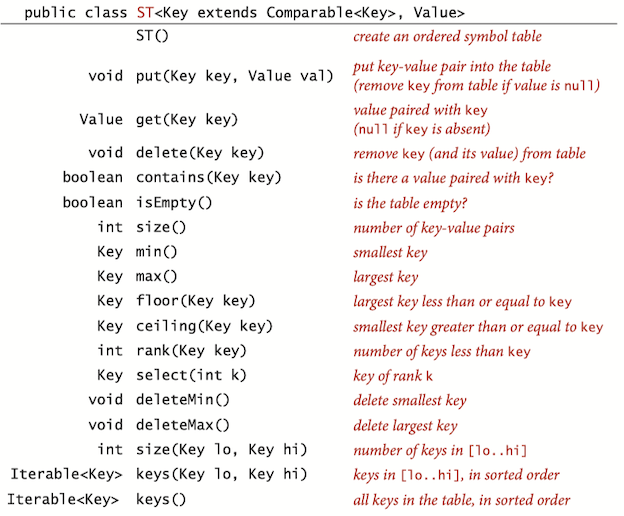 public class ST<Key extends Comparable<Key>, Value>
ST() create an ordered symbol table
void put(Key key, Value val) put key-value pair into the table
(remove key from table if value is null)
Value get(Key key) value paired with key
(null if key is absent)
void delete(Key key) remove key (and its value) from table
boolean contains(Key key) is there a value paired with key?
boolean isEmpty() is the table empty?
int size() number of key-value pairs
Key min() smallest key
Key max() largest key
Key floor(Key key) largest key less than or equal to key
Key ceiling(Key key) smallest key greater than or equal to key
int rank(Key key) number of keys less than key
Key select(int k) key of rank k
void deleteMin() delete smallest key
void deleteMax() delete largest key
int size(Key lo, Key hi) number of keys in [lo..hi]
Iterable<Key> keys(Key lo, Key hi) keys in [lo..hi], in sorted order
Iterable<Key> keys() all keys in the table, in sorted order